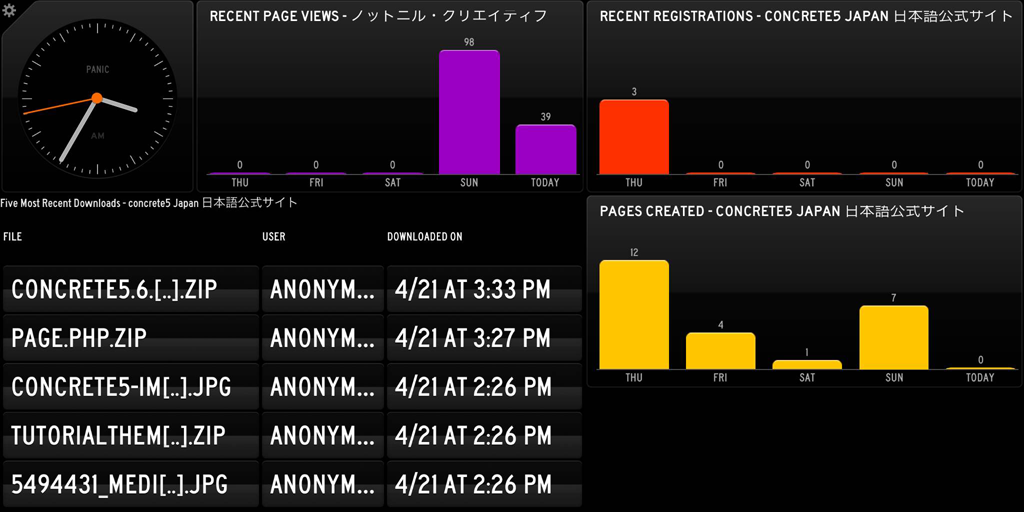 PANIC
AM
RECENT PAGE VIEWS - ノットニル・クリエイティフ
98
39
0 0 0
THU FRI SAT SUN TODAY
RECENT REGISTRATIONS - CONCRETE5 JAPAN 日本語公式サイト
3
0 0 0 0
THU FRI SAT SUN TODAY
Five Most Recent Downloads - concrete5 Japan 日本語公式サイト
FILE USER DOWNLOADED ON
CONCRETE5.6.[..].ZIP ANONYM... 4/21 AT 3:33 PM
PAGE.PHP.ZIP ANONYM... 4/21 AT 3:27 PM
CONCRETE5-IM[..].JPG ANONYM... 4/21 AT 2:26 PM
TUTORIALTHEM[..].ZIP ANONYM... 4/21 AT 2:26 PM
5494431_MEDI[..].JPG ANONYM... 4/21 AT 2:26 PM
PAGES CREATED - CONCRETE5 JAPAN 日本語公式サイト
12
7
4
1
0
THU FRI SAT SUN TODAY